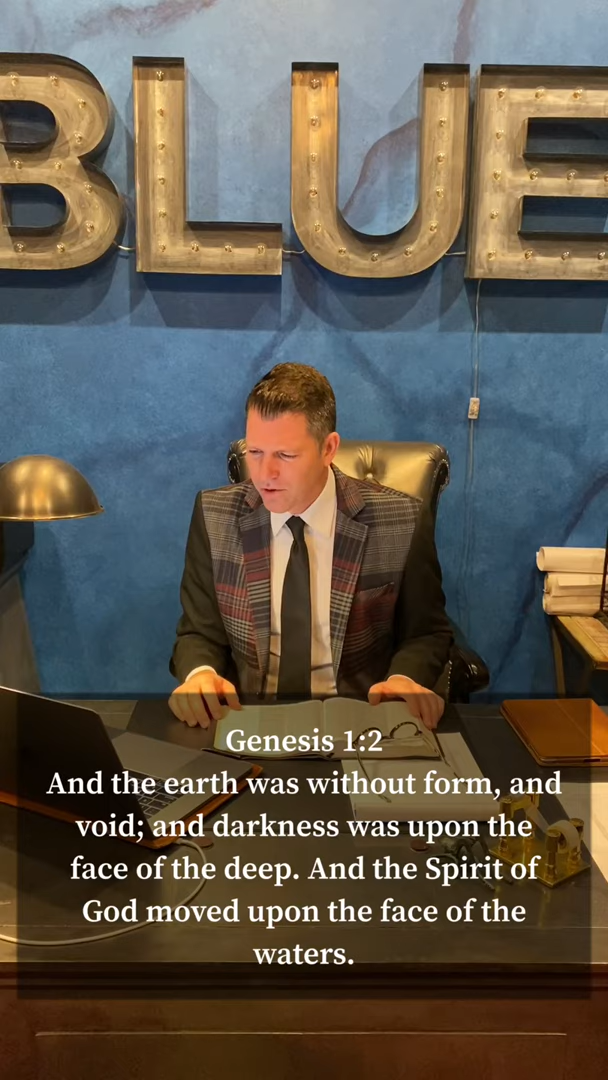 BLUE
Genesis 1:2
And the earth was without form, and
void; and darkness was upon the
face of the deep. And the Spirit of
God moved upon the face of the
waters.